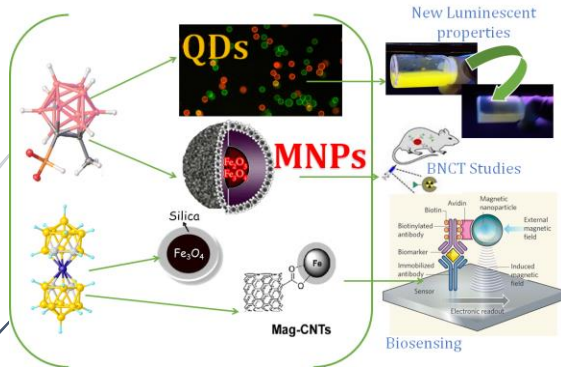 New Luminescent
properties
QDs
Fe₂O₃
Fe₃O₄
MNPs
BNCT Studies
Silica
Fe₃O₄
Fe
Mag-CNTs
Magnetic
nanoparticle
Avidin
Biotin
Biotinylated
antibody
External
magnetic
field
Biomarker
Immobilized
antibody
Induced
magnetic
field
Sensor
Electronic readout
Biosensing